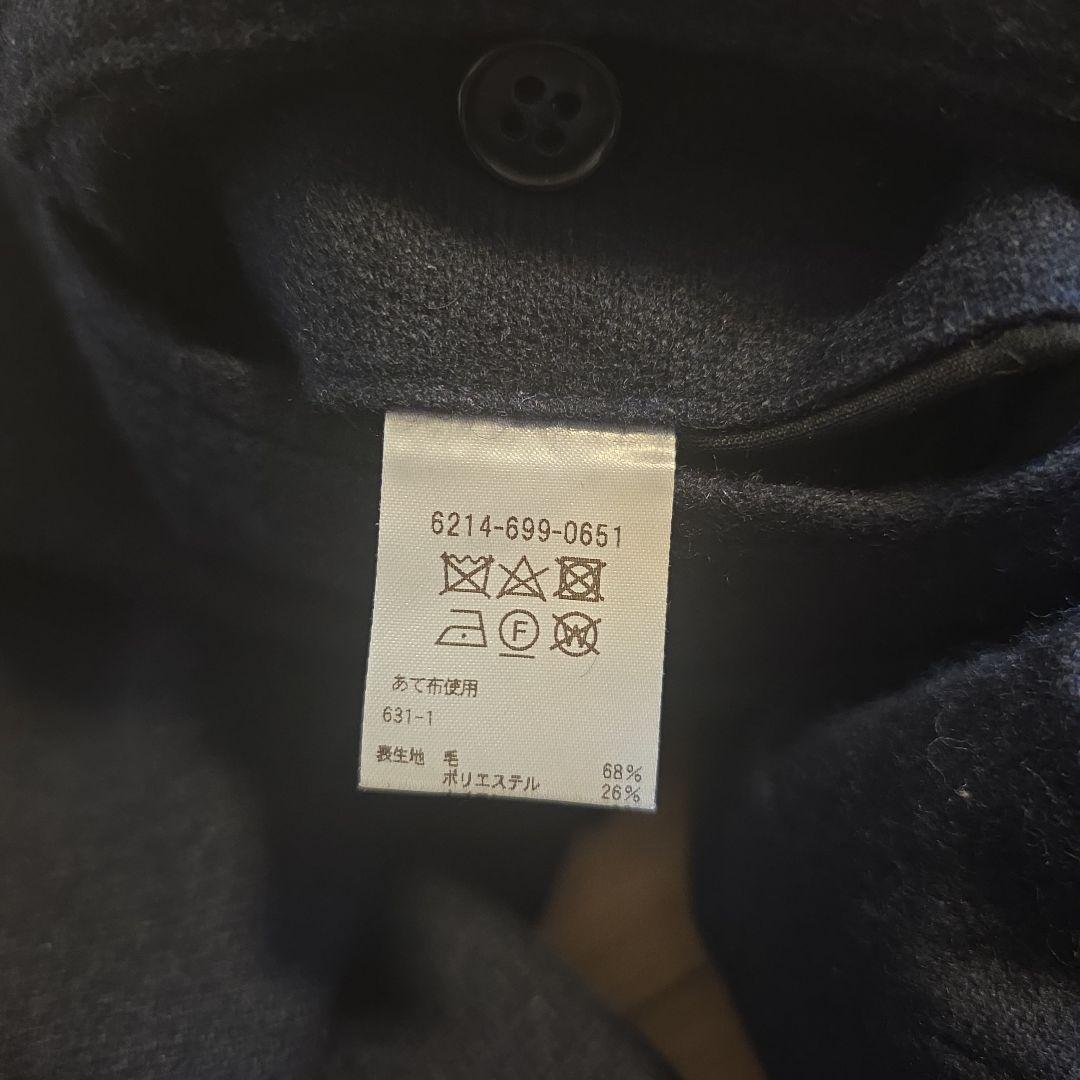 6214-699-0651
F W
あて布使用
631-1
表生地 毛 68%
ポリエステル 26%